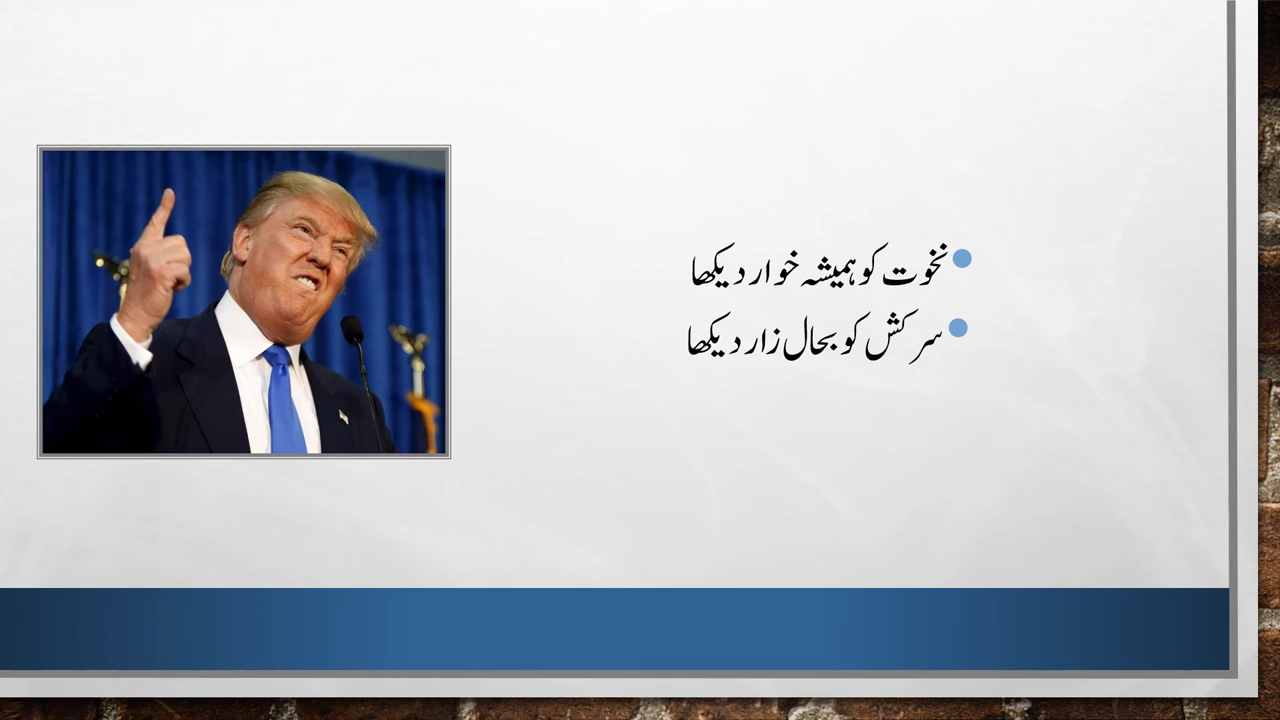 نخوت کو ہمیشہ خوار دیکھا
سرکش کو بحال زار دیکھا